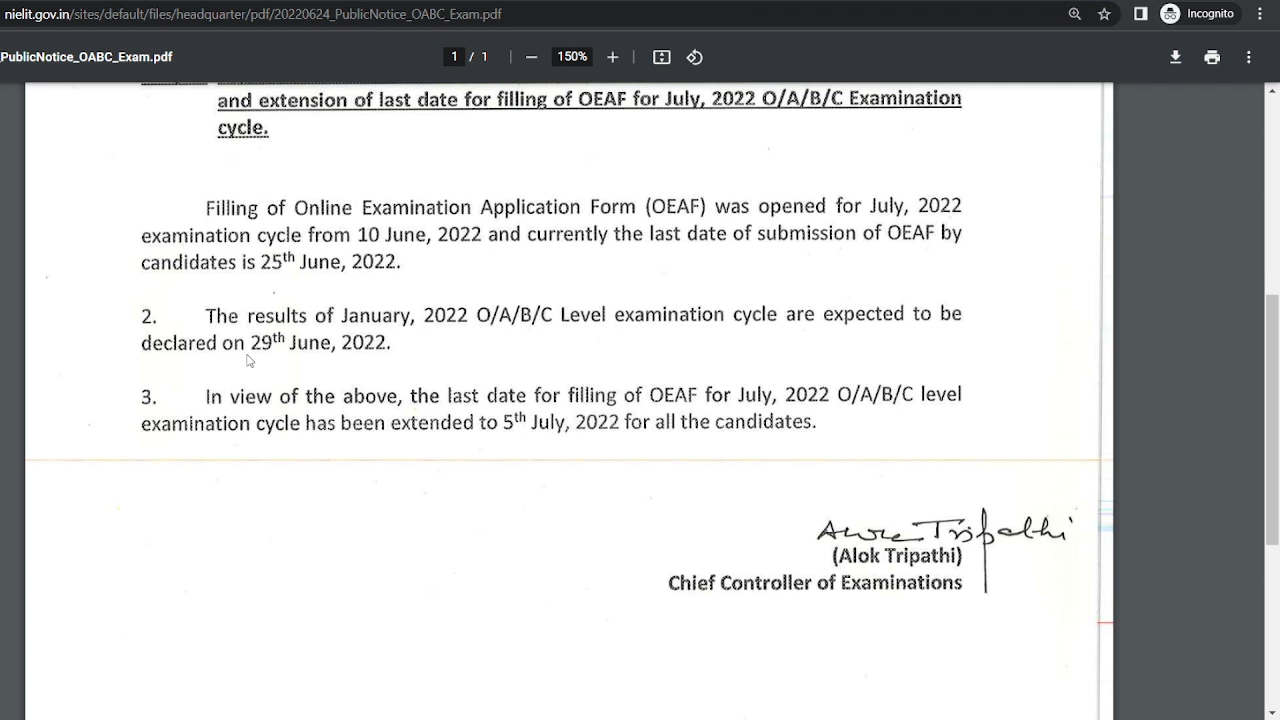 nielit.gov.in/sites/default/files/headquarter/pdf/20220624_PublicNotice_OABC_Exam.pdf
Incognito
_PublicNotice_OABC_Exam.pdf
1 / 1
150%
and extension of last date for filling of OEAF for July, 2022 O/A/B/C Examination
cycle.
Filling of Online Examination Application Form (OEAF) was opened for July, 2022
examination cycle from 10 June, 2022 and currently the last date of submission of OEAF by
candidates is 25th June, 2022.
2. The results of January, 2022 O/A/B/C Level examination cycle are expected to be
declared on 29th June, 2022.
3. In view of the above, the last date for filling of OEAF for July, 2022 O/A/B/C level
examination cycle has been extended to 5th July, 2022 for all the candidates.
(Alok Tripathi)
Chief Controller of Examinations